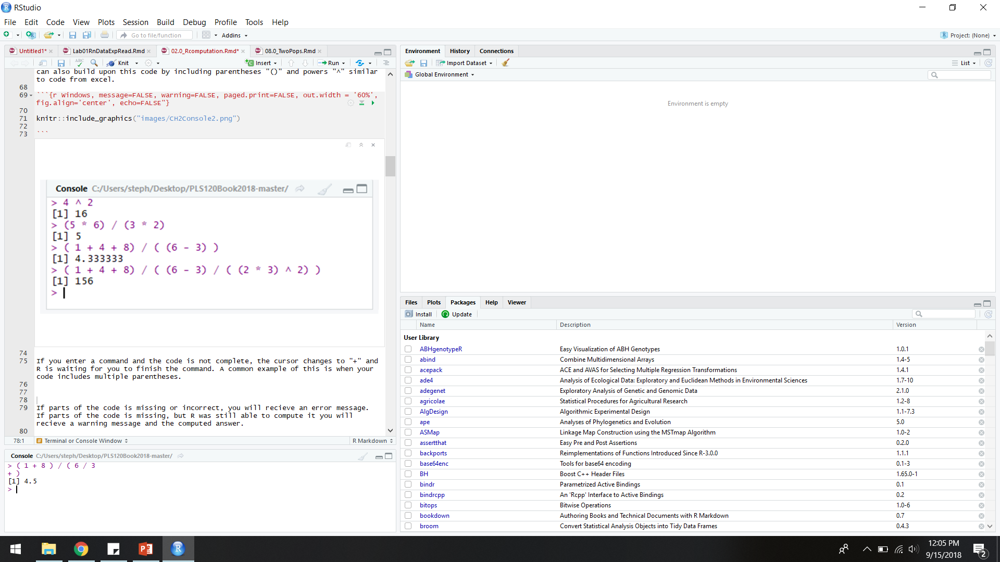 RStudio
File Edit Code View Plots Session Build Debug Profile Tools Help
Go to file/function Addins Project: (None)
Untitled1* Lab01RnDataExpRead.Rmd 02.0_Rcomputation.Rmd* 08.0_TwoPops.Rmd
ABC Knit Insert Run
can also build upon this code by including parentheses "()" and powers "^" similar
to code from excel.
68
69 ```{r Windows, message=FALSE, warning=FALSE, paged.print=FALSE, out.width = '60%',
fig.align='center', echo=FALSE"}
70
71 knitr::include_graphics("images/CH2Console2.png")
72
73 ```
Console C:/Users/steph/Desktop/PLS120Book2018-master/
> 4 ^ 2
[1] 16
> (5 * 6) / (3 * 2)
[1] 5
> ( 1 + 4 + 8) / ( (6 - 3) )
[1] 4.333333
> ( 1 + 4 + 8) / ( (6 - 3) / ( (2 * 3) ^ 2) )
[1] 156
>
74
75 If you enter a command and the code is not complete, the cursor changes to "+" and
R is waiting for you to finish the command. A common example of this is when your
code includes multiple parentheses.
76
77
78
79 If parts of the code is missing or incorrect, you will recieve an error message.
If parts of the code is missing, but R was still able to compute it you will
recieve a warning message and the computed answer.
80
78:1 # Terminal or Console Window R Markdown
Console C:/Users/steph/Desktop/PLS120Book2018-master/
> ( 1 + 8 ) / ( 6 / 3
+ )
[1] 4.5
>
Environment History Connections
Import Dataset List
Global Environment
Environment is empty
Files Plots Packages Help Viewer
Install Update
Name Description Version
User Library
ABHgenotypeR Easy Visualization of ABH Genotypes 1.0.1
abind Combine Multidimensional Arrays 1.4-5
acepack ACE and AVAS for Selecting Multiple Regression Transformations 1.4.1
ade4 Analysis of Ecological Data: Exploratory and Euclidean Methods in Environmental Sciences 1.7-10
adegenet Exploratory Analysis of Genetic and Genomic Data 2.1.0
agricolae Statistical Procedures for Agricultural Research 1.2-8
AlgDesign Algorithmic Experimental Design 1.1-7.3
ape Analyses of Phylogenetics and Evolution 5.0
ASMap Linkage Map Construction using the MSTmap Algorithm 1.0-2
assertthat Easy Pre and Post Assertions 0.2.0
backports Reimplementations of Functions Introduced Since R-3.0.0 1.1.1
base64enc Tools for base64 encoding 0.1-3
BH Boost C++ Header Files 1.65.0-1
bindr Parametrized Active Bindings 0.1
bindrcpp An 'Rcpp' Interface to Active Bindings 0.2
bitops Bitwise Operations 1.0-6
bookdown Authoring Books and Technical Documents with R Markdown 0.7
broom Convert Statistical Analysis Objects into Tidy Data Frames 0.4.3
12:05 PM
9/15/2018
2